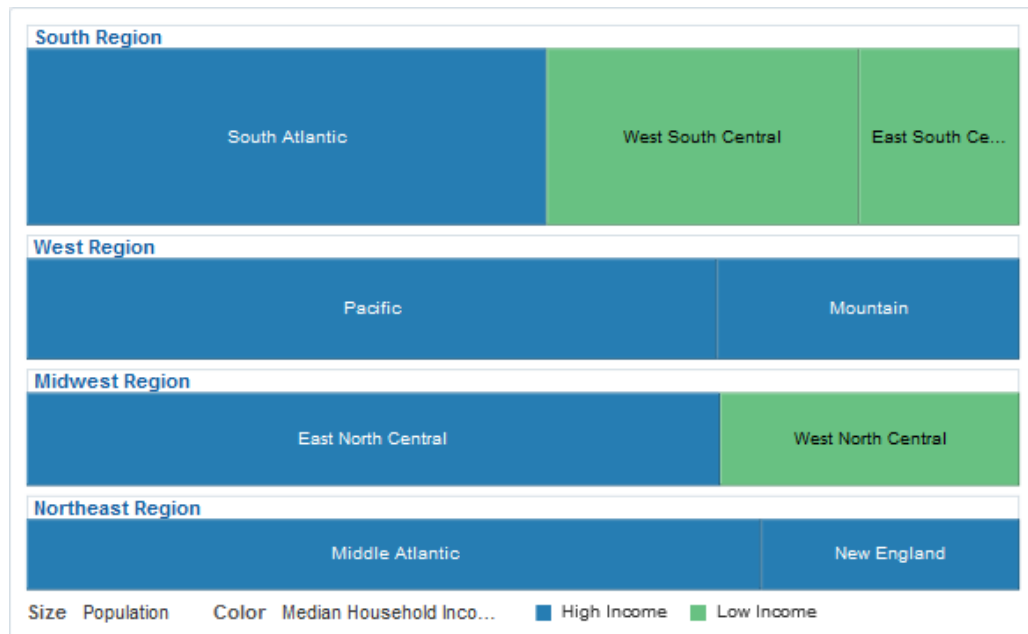 South Region
South Atlantic
West South Central
East South Ce...
West Region
Pacific
Mountain
Midwest Region
East North Central
West North Central
Northeast Region
Middle Atlantic
New England
Size Population Color Median Household Inco... High Income Low Income